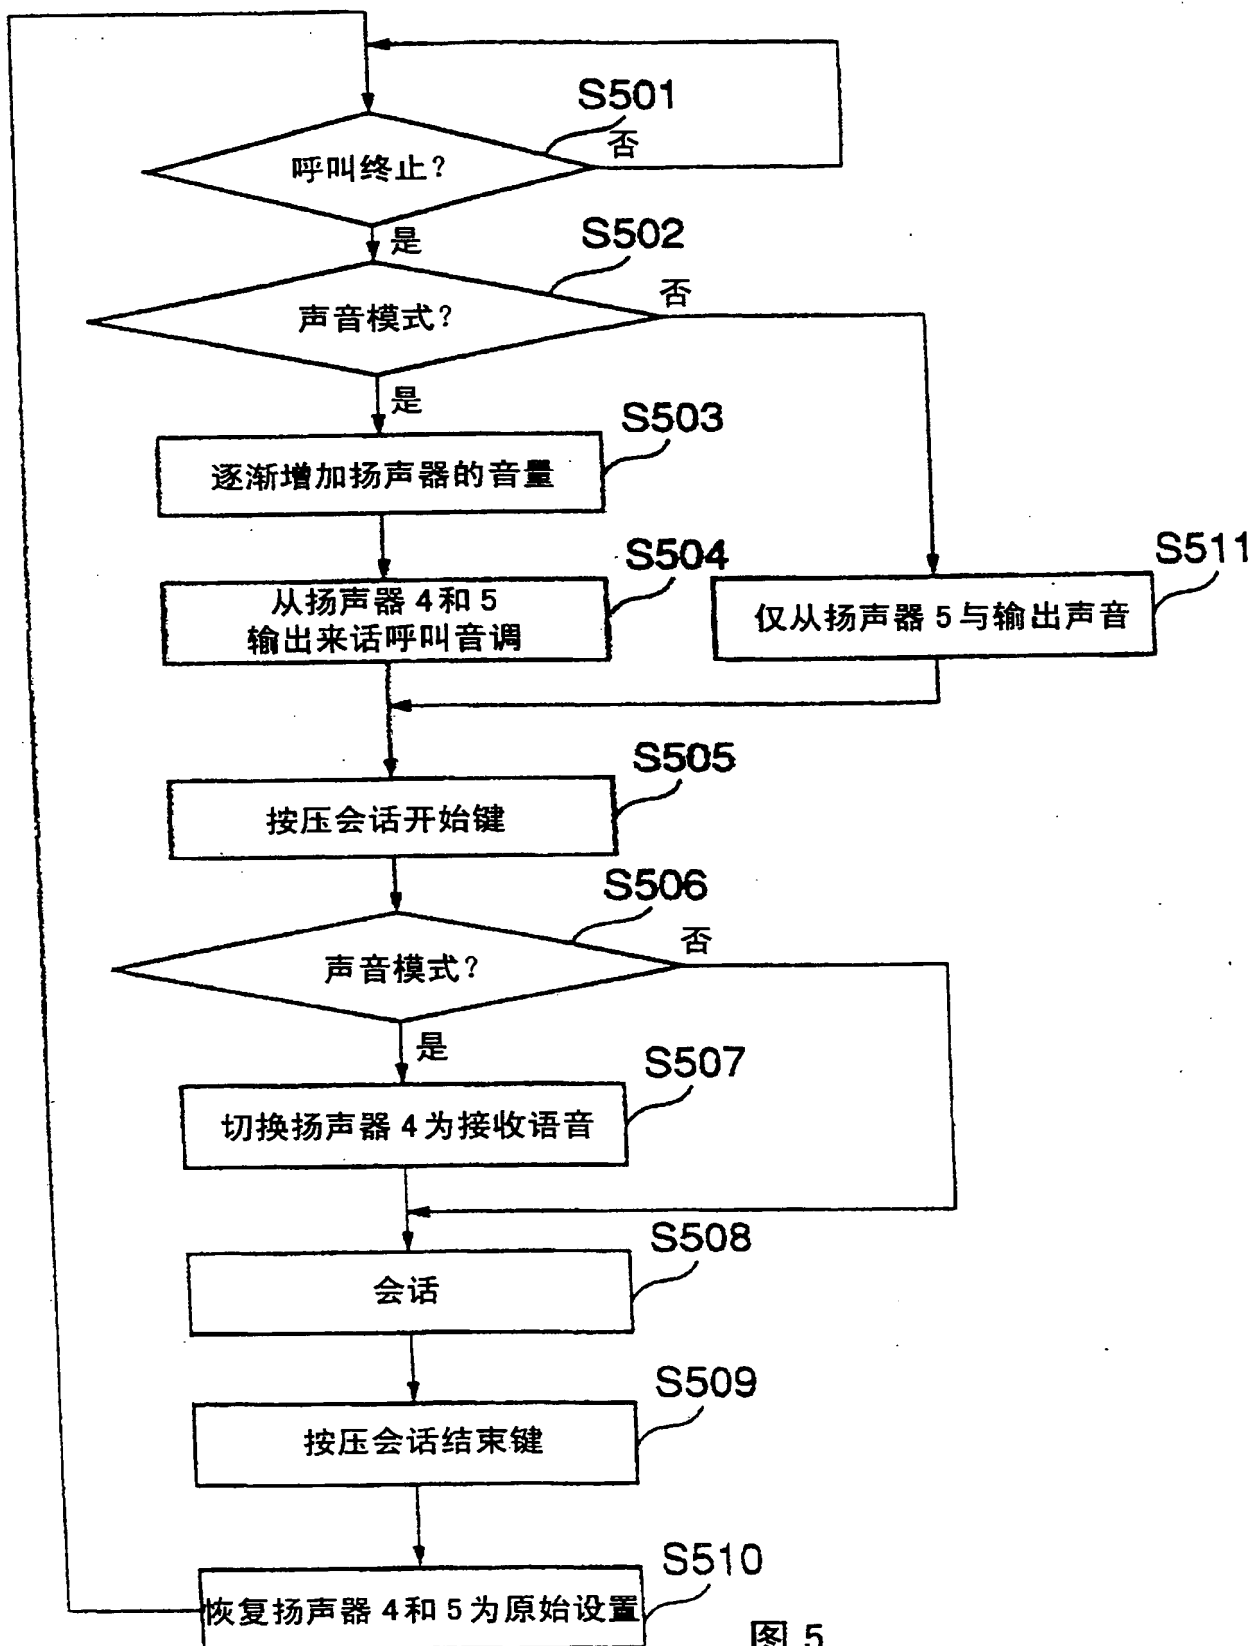 S501
呼叫终止?
否
是
S502
声音模式?
否
是
S503
逐渐增加扬声器的音量
S504
从扬声器4和5
输出来话呼叫音调
S511
仅从扬声器5与输出声音
S505
按压会话开始键
S506
声音模式?
否
是
S507
切换扬声器4为接收语音
S508
会话
S509
按压会话结束键
S510
恢复扬声器4和5为原始设置
图 5